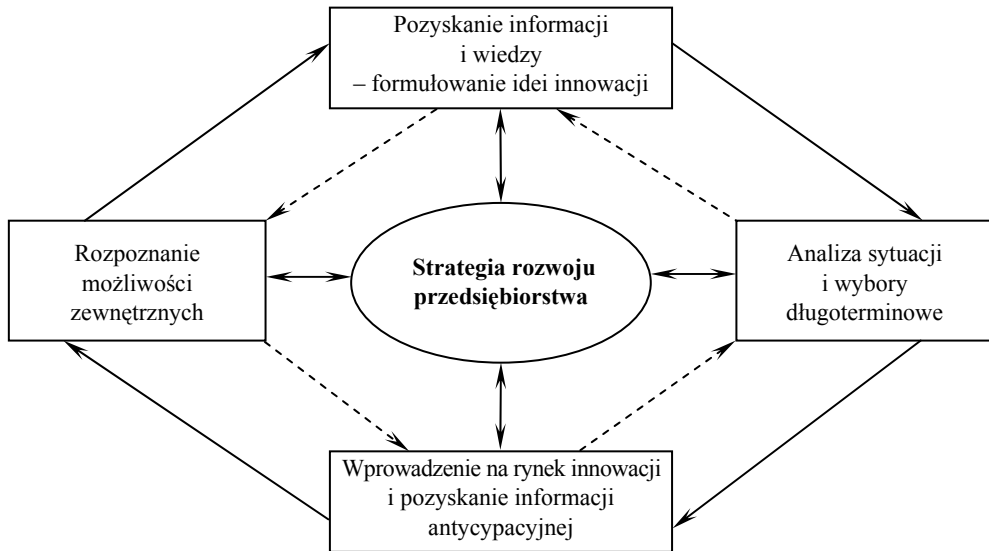 Pozyskanie informacji
i wiedzy
– formułowanie idei innowacji
Rozpoznanie
możliwości
zewnętrznych
Strategia rozwoju
przedsiębiorstwa
Analiza sytuacji
i wybory
długoterminowe
Wprowadzenie na rynek innowacji
i pozyskanie informacji
antycypacyjnej